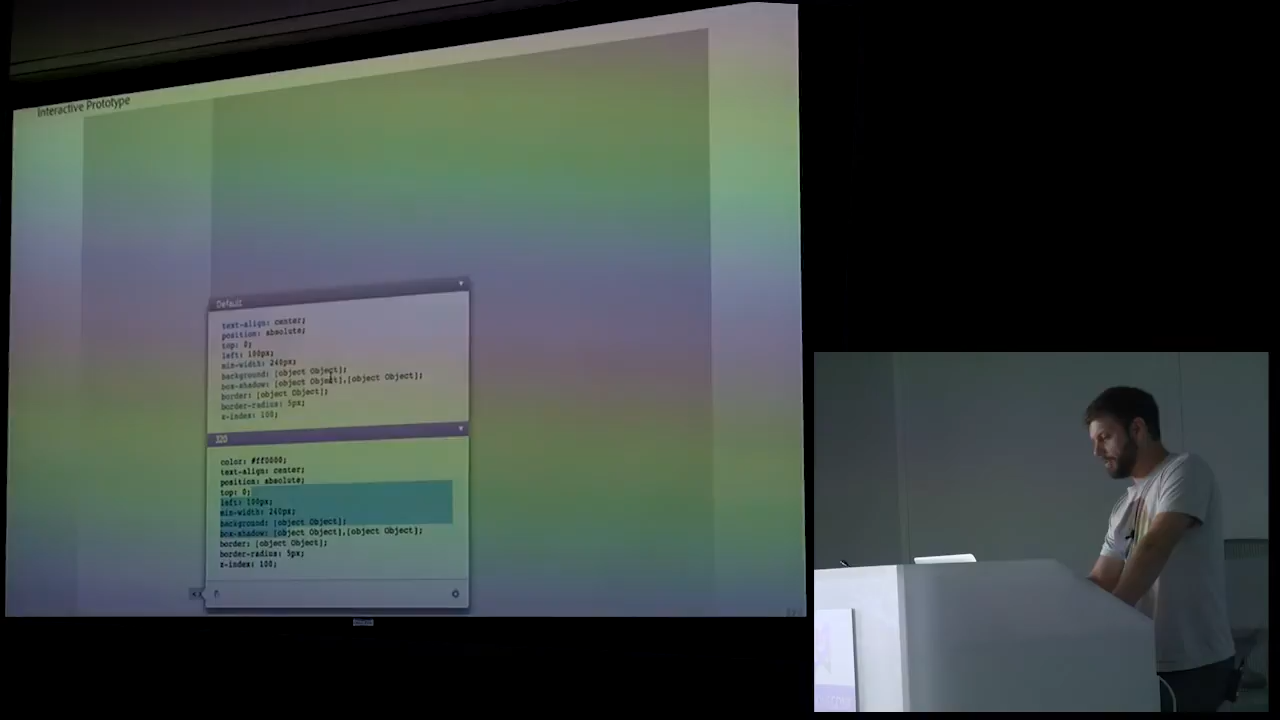 Interactive Prototype
Default
text-align: center;
position: absolute;
top: 0;
left: 100px;
min-width: 240px;
background: [object Object];
box-shadow: [object Object],[object Object];
border: [object Object];
border-radius: 5px;
z-index: 100;
320
color: #ff0000;
text-align: center;
position: absolute;
top: 0;
left: 100px;
min-width: 240px;
background: [object Object];
box-shadow: [object Object],[object Object];
border: [object Object];
border-radius: 5px;
z-index: 100;